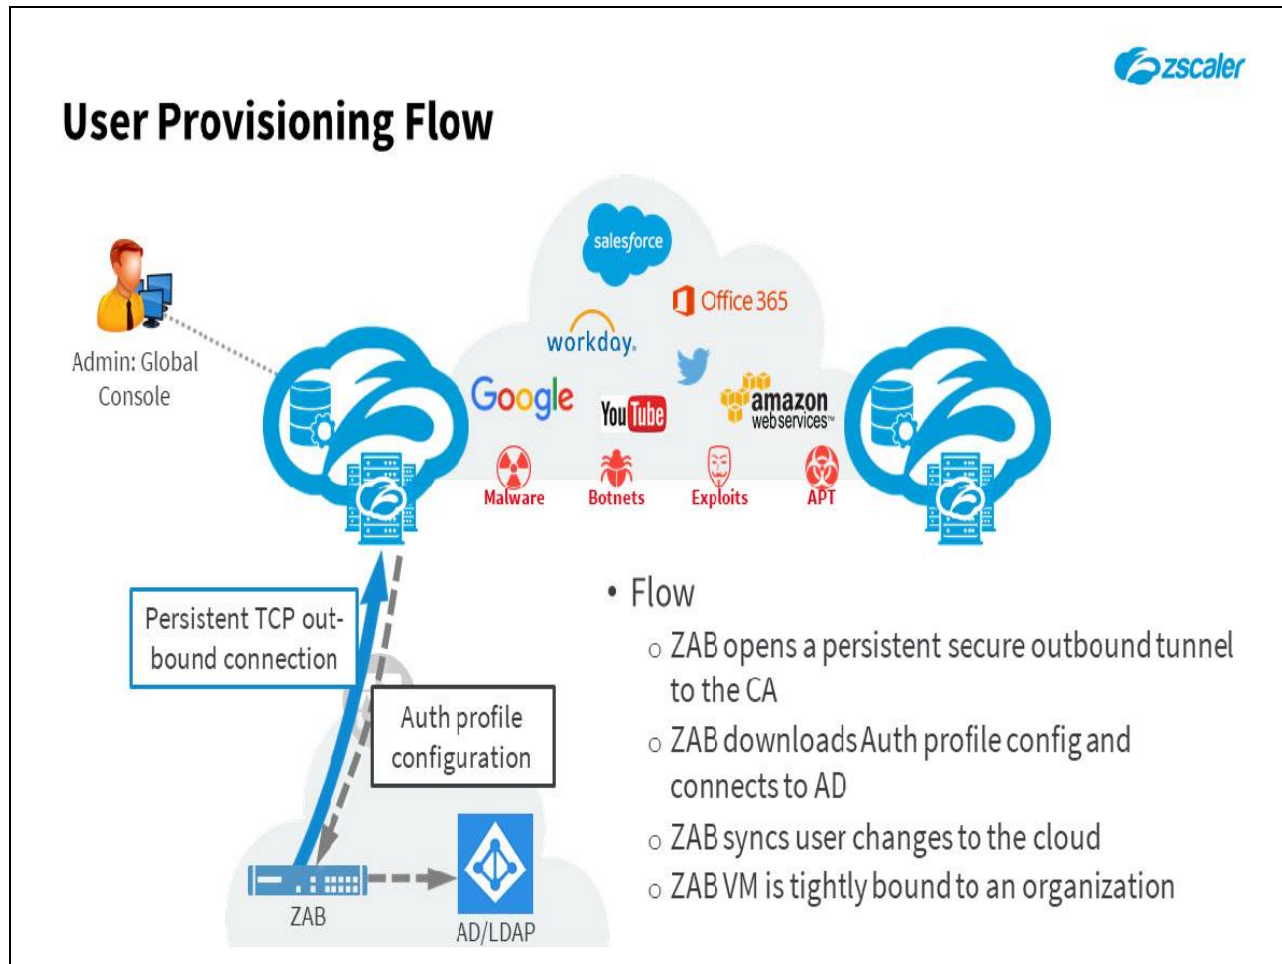 zscaler
User Provisioning Flow
salesforce
Office 365
workday.
Admin: Global
Console
Google
YouTube
amazon
webservices™
Malware
Botnets
Exploits
APT
Persistent TCP out-
bound connection
Auth profile
configuration
ZAB
AD/LDAP
• Flow
o ZAB opens a persistent secure outbound tunnel
to the CA
o ZAB downloads Auth profile config and
connects to AD
o ZAB syncs user changes to the cloud
o ZAB VM is tightly bound to an organization